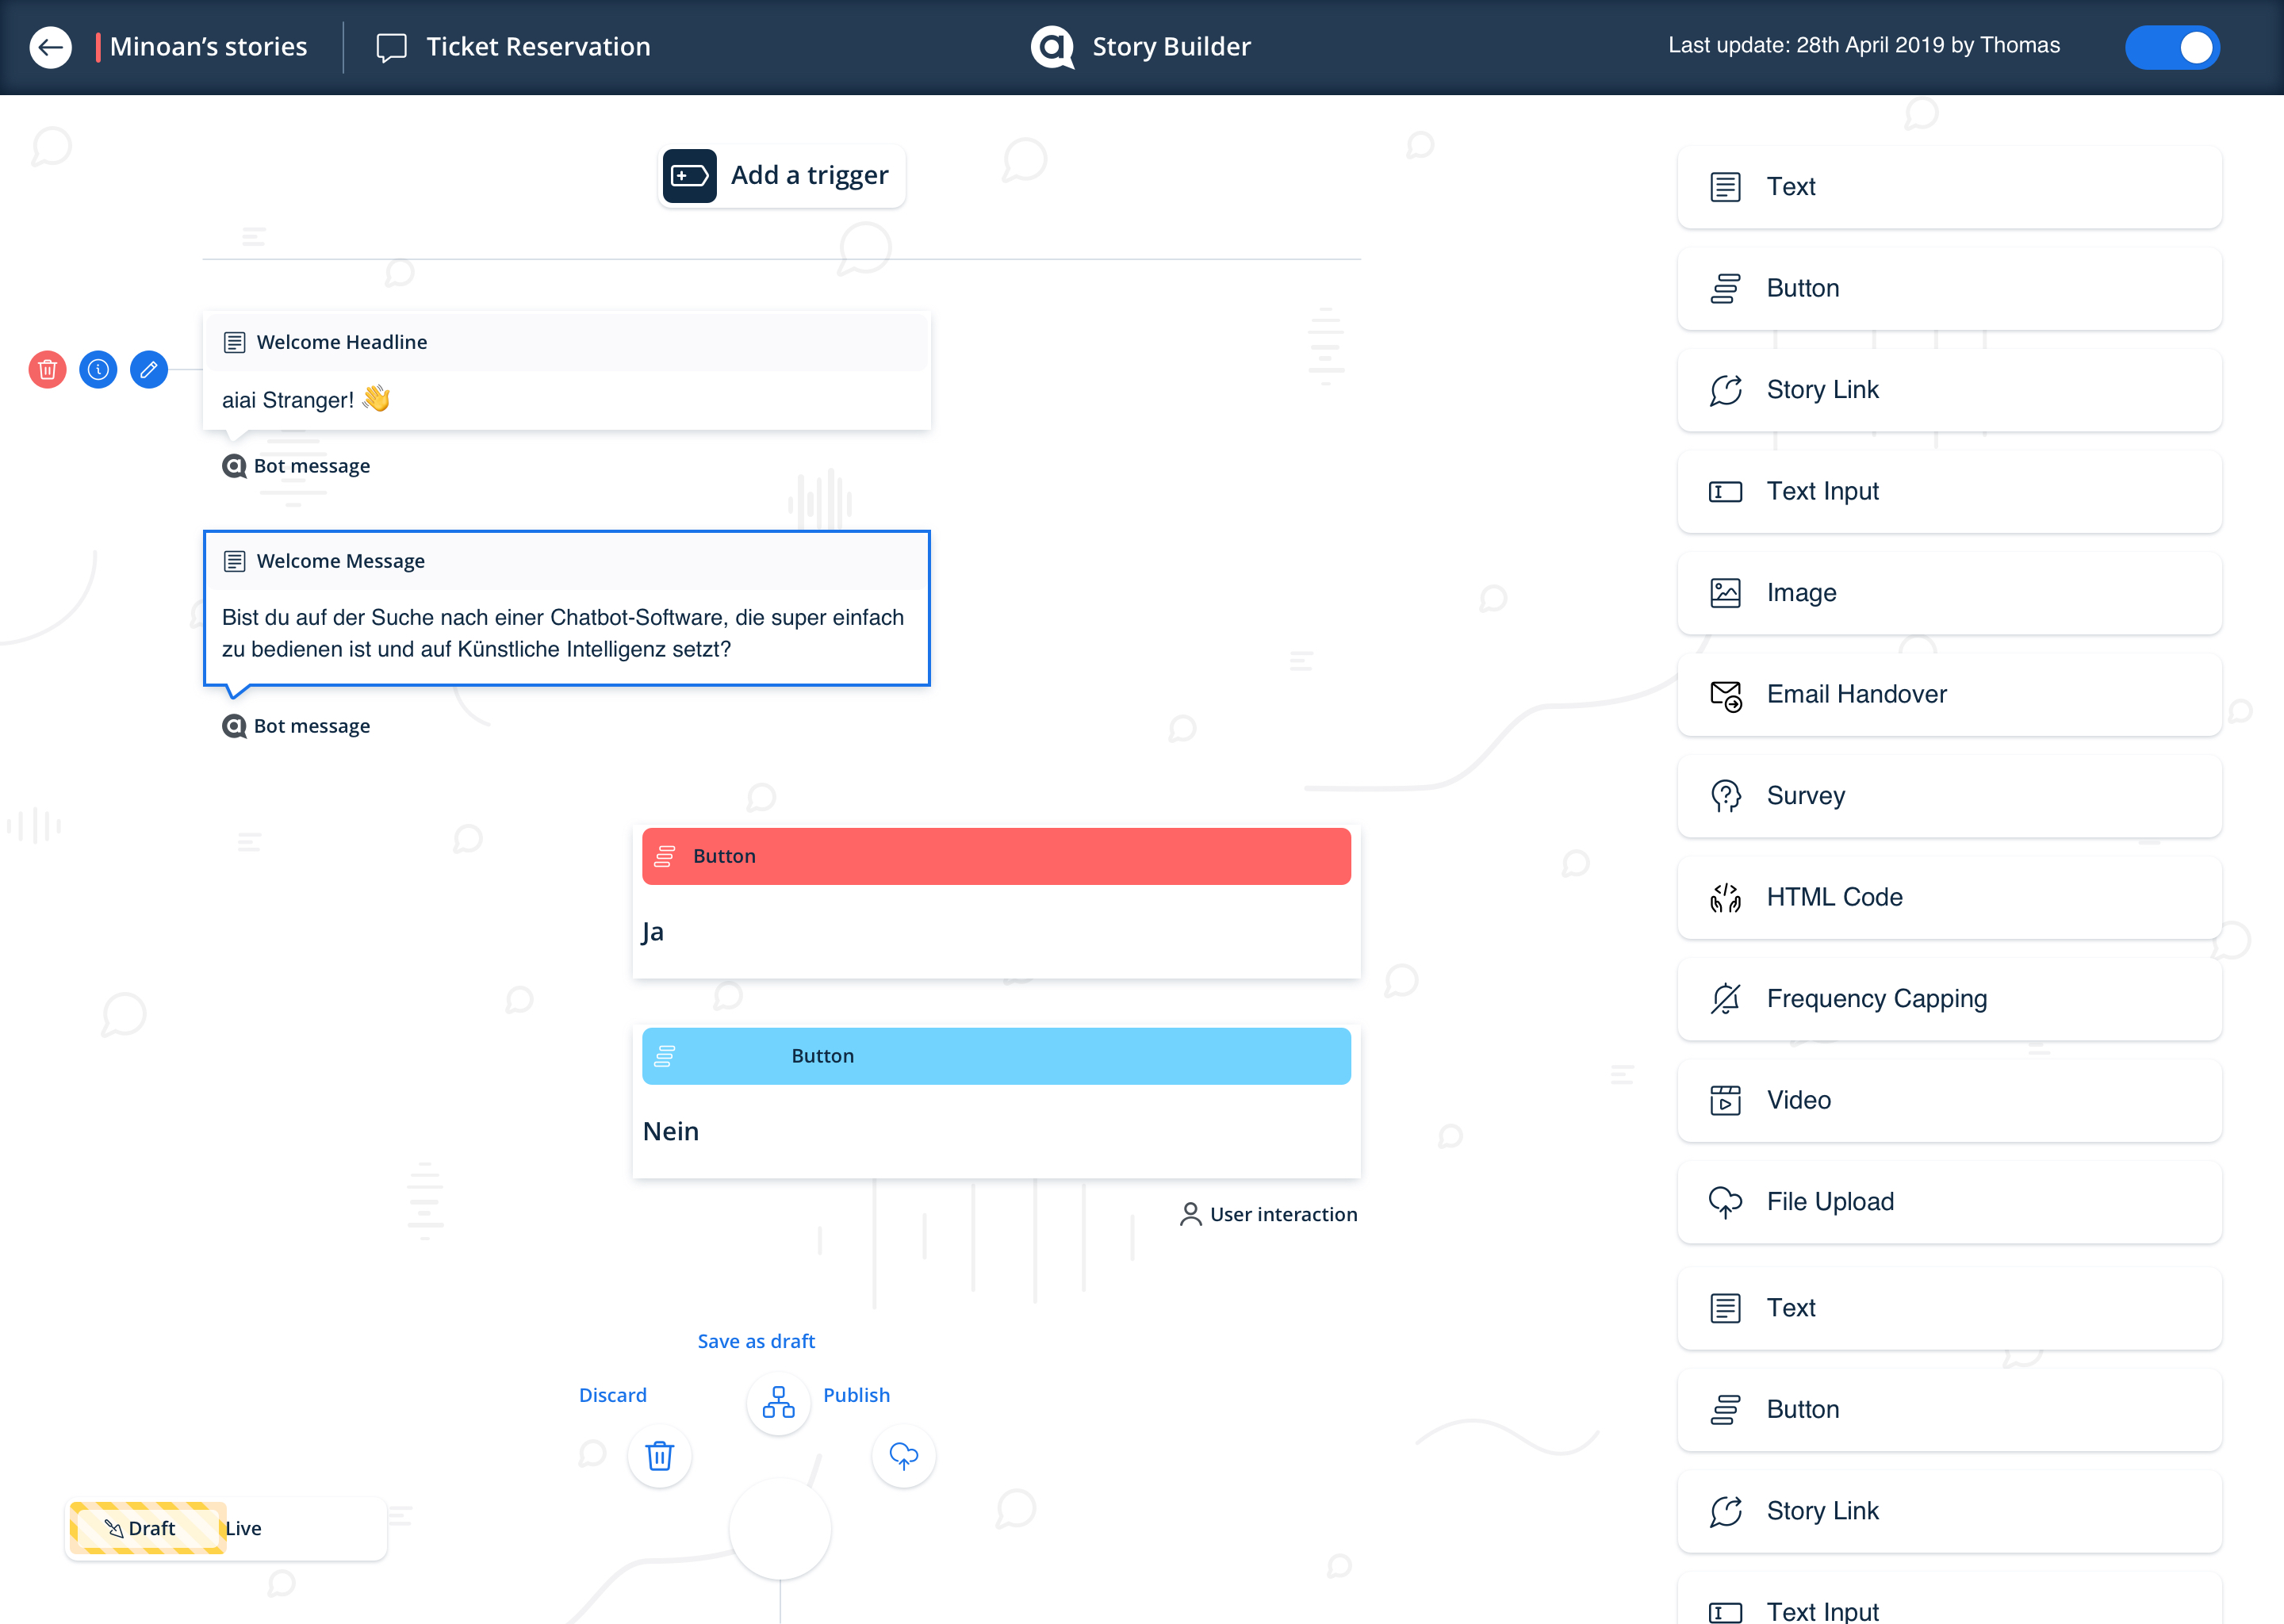 Minoan’s stories
Ticket Reservation
Story Builder
Last update: 28th April 2019 by Thomas
Add a trigger
Welcome Headline
aiai Stranger! 👋
Bot message
Welcome Message
Bist du auf der Suche nach einer Chatbot-Software, die super einfach
zu bedienen ist und auf Künstliche Intelligenz setzt?
Bot message
Button
Ja
Button
Nein
User interaction
Save as draft
Discard
Publish
Draft
Live
Text
Button
Story Link
Text Input
Image
Email Handover
Survey
HTML Code
Frequency Capping
Video
File Upload
Text
Button
Story Link
Text Input